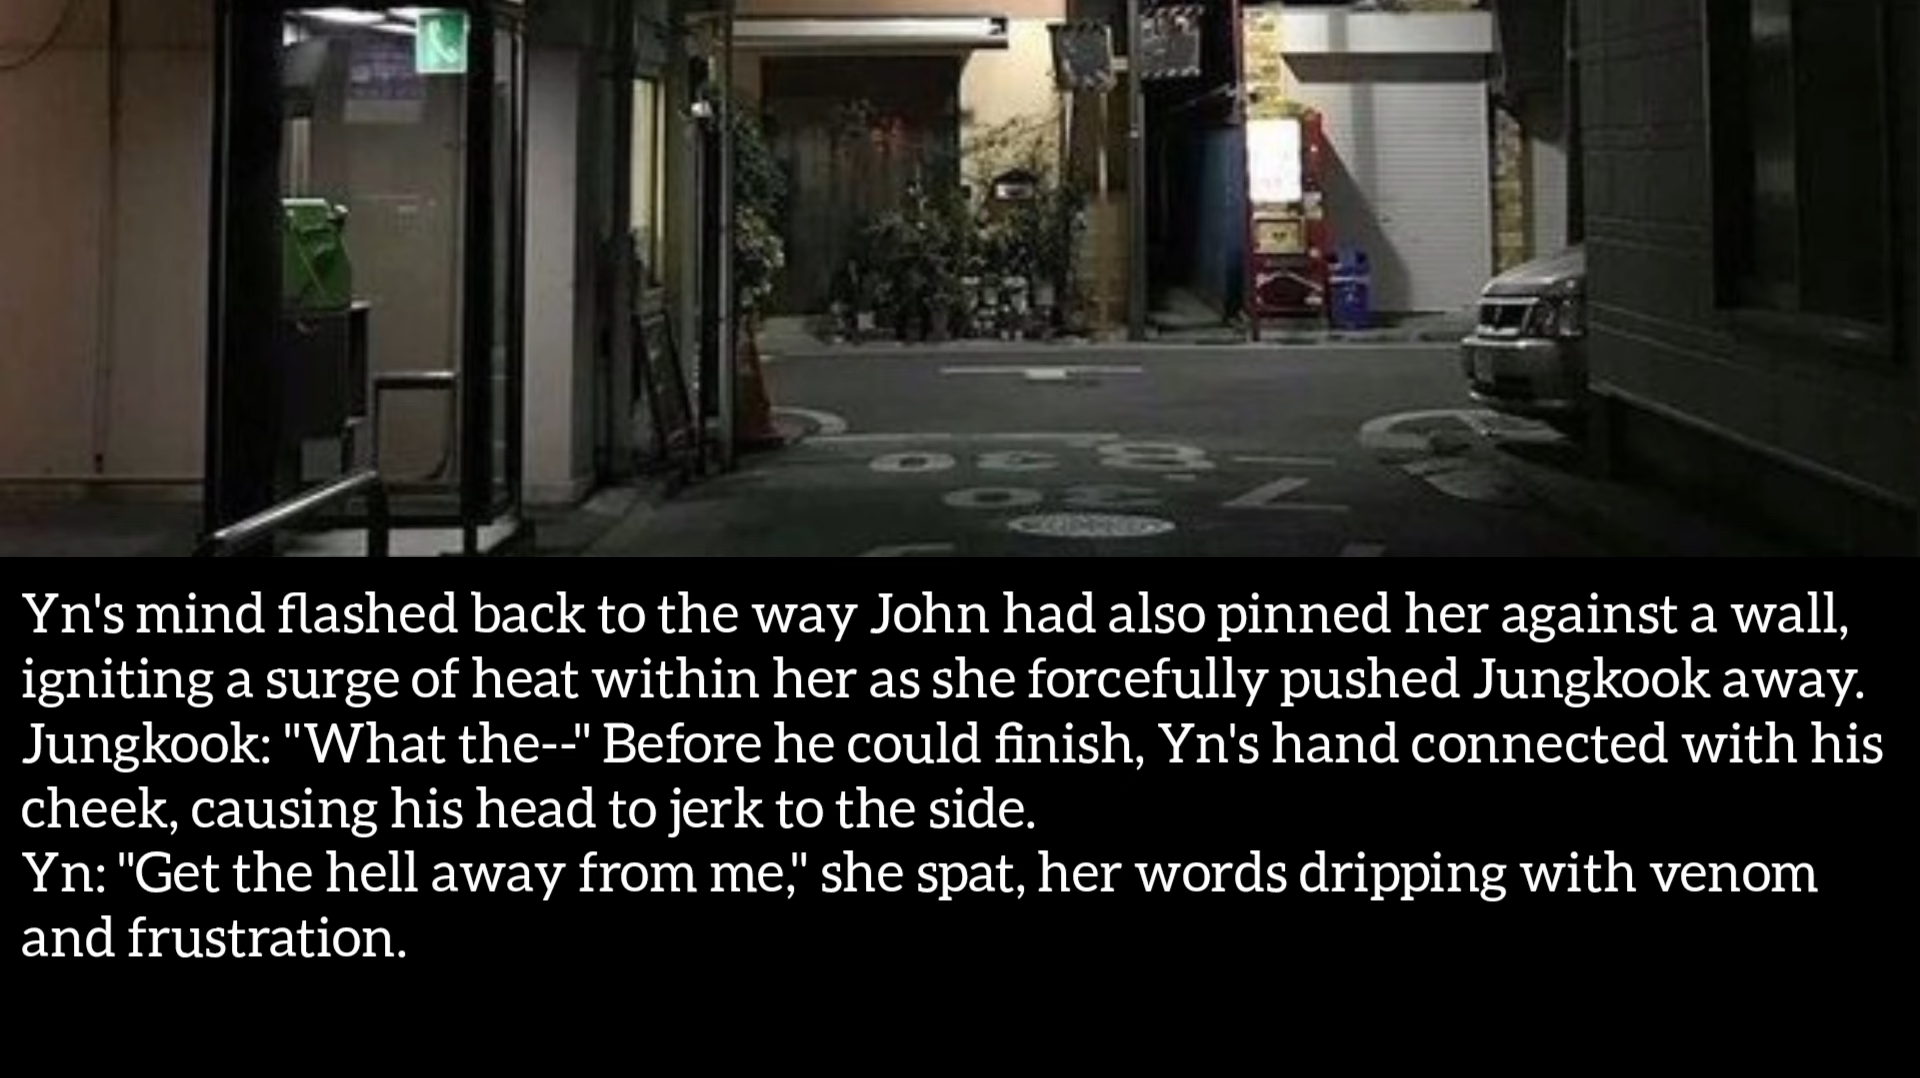 Yn's mind flashed back to the way John had also pinned her against a wall,
igniting a surge of heat within her as she forcefully pushed Jungkook away.
Jungkook: "What the--" Before he could finish, Yn's hand connected with his
cheek, causing his head to jerk to the side.
Yn: "Get the hell away from me," she spat, her words dripping with venom
and frustration.